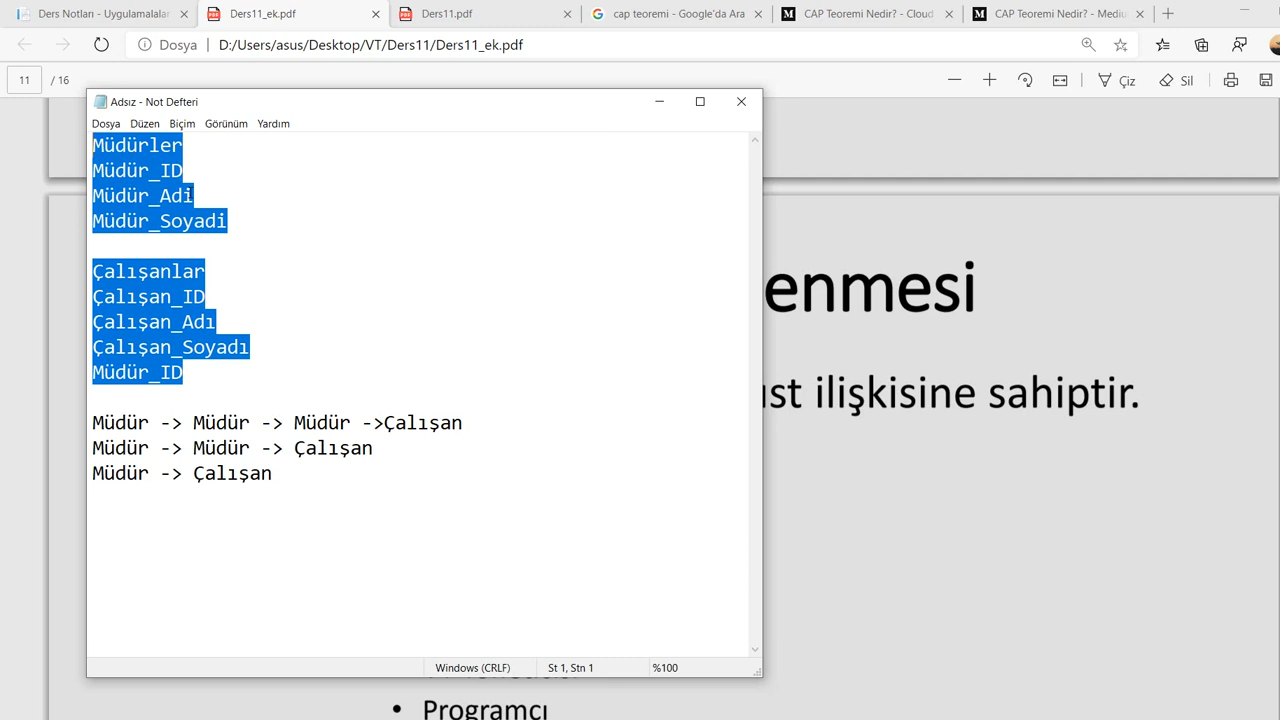 Ders Notları - Uygulamalalar
Ders11_ek.pdf
Ders11.pdf
cap teoremi - Google'da Ara
CAP Teoremi Nedir? - Cloud
CAP Teoremi Nedir? - Mediu
Dosya
D:/Users/asus/Desktop/VT/Ders11/Ders11_ek.pdf
11 / 16
Çiz
Sil
Adsız - Not Defteri
Dosya Düzen Biçim Görünüm Yardım
Müdürler
Müdür_ID
Müdür_Adi
Müdür_Soyadi
Çalışanlar
Çalışan_ID
Çalışan_Adı
Çalışan_Soyadı
Müdür_ID
Müdür -> Müdür -> Müdür ->Çalışan
Müdür -> Müdür -> Çalışan
Müdür -> Çalışan
Windows (CRLF) St 1, Stn 1 %100
enmesi
üst ilişkisine sahiptir.
• Programcı